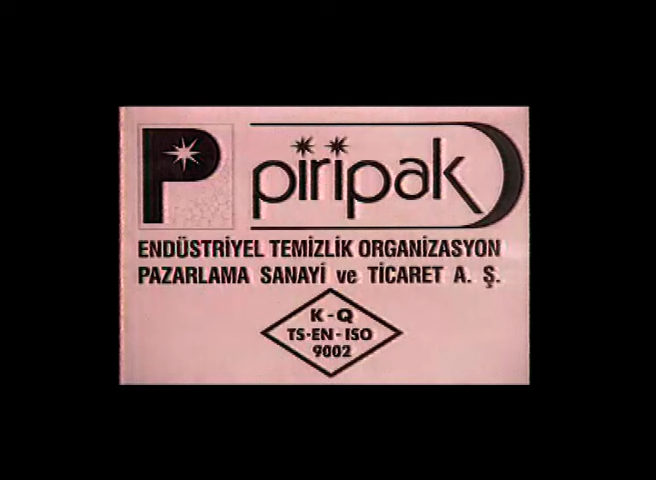 P piripak
ENDÜSTRİYEL TEMİZLİK ORGANİZASYON
PAZARLAMA SANAYİ ve TİCARET A. Ş.
K - Q
TS-EN-ISO
9002